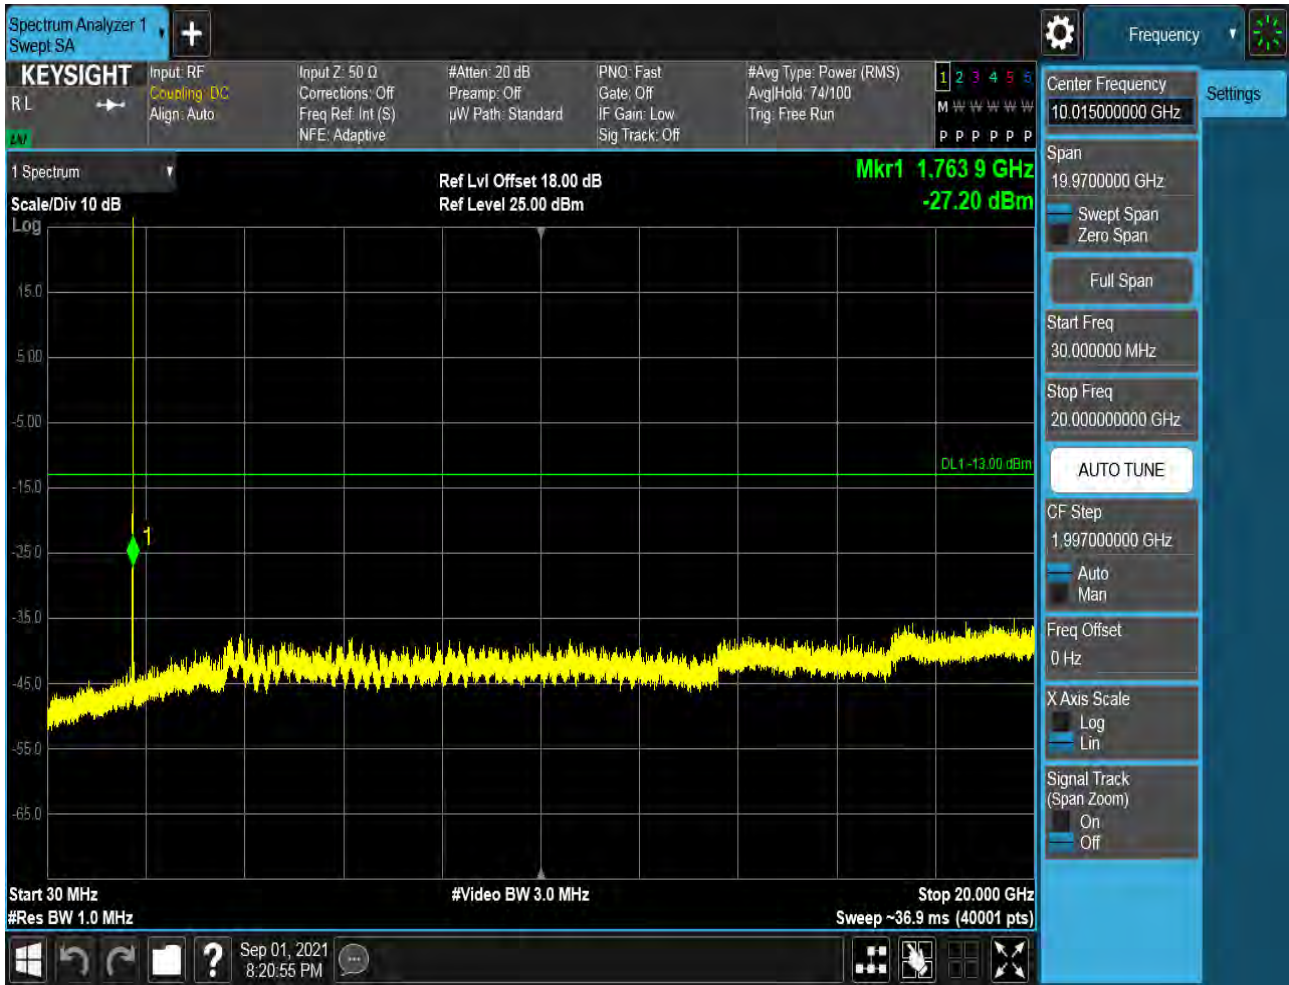 Spectrum Analyzer 1
Swept SA
Frequency
KEYSIGHT
R L
LNI
Input: RF
Coupling: DC
Align: Auto
Input Z: 50 Ω
Corrections: Off
Freq Ref: Int (S)
NFE: Adaptive
#Atten: 20 dB
Preamp: Off
µW Path: Standard
PNO: Fast
Gate: Off
IF Gain: Low
Sig Track: Off
#Avg Type: Power (RMS)
Avg|Hold: 74/100
Trig: Free Run
1 2 3 4 5 6
M W W W W W
P P P P P P
1 Spectrum
Scale/Div 10 dB
Log
Ref Lvl Offset 18.00 dB
Ref Level 25.00 dBm
Mkr1 1.763 9 GHz
-27.20 dBm
15.0
5.00
-5.00
DL1 -13.00 dBm
-15.0
1
-25.0
-35.0
-45.0
-55.0
-65.0
Start 30 MHz
#Res BW 1.0 MHz
#Video BW 3.0 MHz
Stop 20.000 GHz
Sweep ~36.9 ms (40001 pts)
Sep 01, 2021
8:20:55 PM
Center Frequency
10.015000000 GHz
Settings
Span
19.9700000 GHz
Swept Span
Zero Span
Full Span
Start Freq
30.000000 MHz
Stop Freq
20.000000000 GHz
AUTO TUNE
CF Step
1.997000000 GHz
Auto
Man
Freq Offset
0 Hz
X Axis Scale
Log
Lin
Signal Track
(Span Zoom)
On
Off